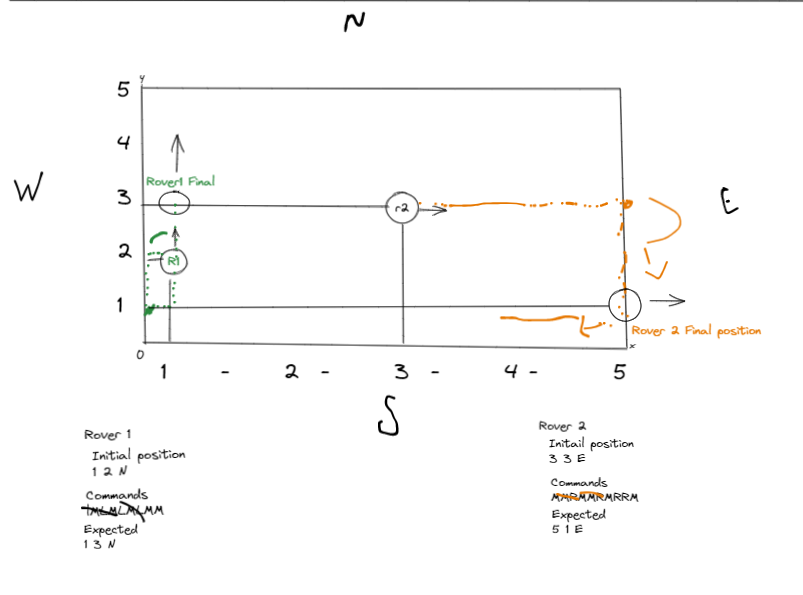 N
y
5
4
W
Rover1 Final
3
r2
E
2
R1
1
Rover 2 Final position
0
x
1 - 2 - 3 - 4 - 5
S
Rover 1
Initial position
1 2 N
Commands
LMLMLMLMM
Expected
1 3 N
Rover 2
Initail position
3 3 E
Commands
MMRMMRMRRM
Expected
5 1 E